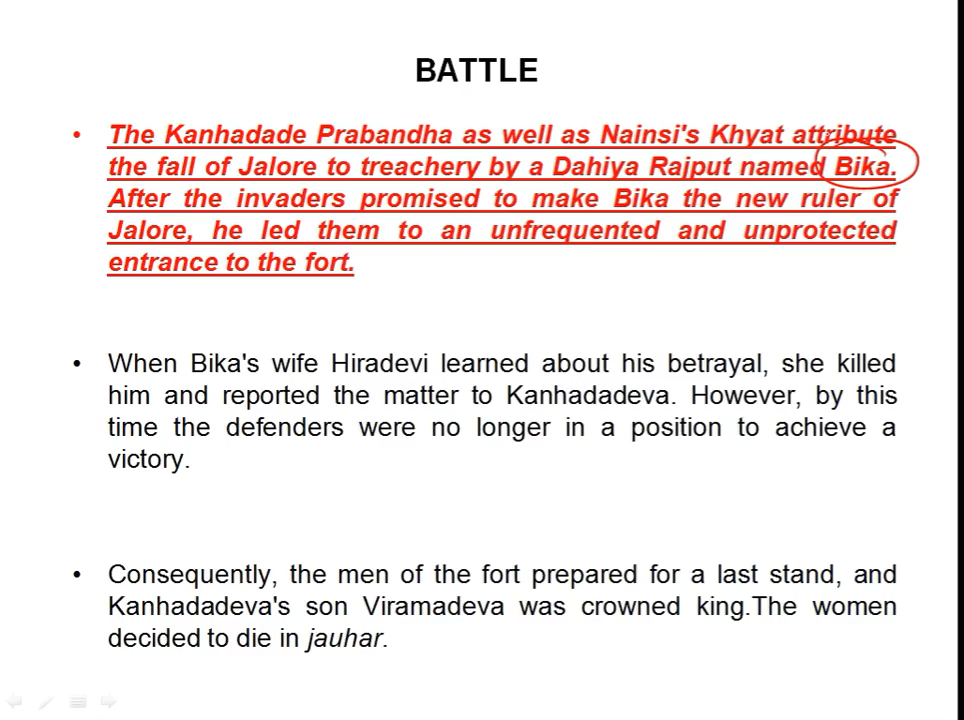 BATTLE
• The Kanhadade Prabandha as well as Nainsi's Khyat attribute
the fall of Jalore to treachery by a Dahiya Rajput named Bika.
After the invaders promised to make Bika the new ruler of
Jalore, he led them to an unfrequented and unprotected
entrance to the fort.
• When Bika's wife Hiradevi learned about his betrayal, she killed
him and reported the matter to Kanhadadeva. However, by this
time the defenders were no longer in a position to achieve a
victory.
• Consequently, the men of the fort prepared for a last stand, and
Kanhadadeva's son Viramadeva was crowned king.The women
decided to die in jauhar.